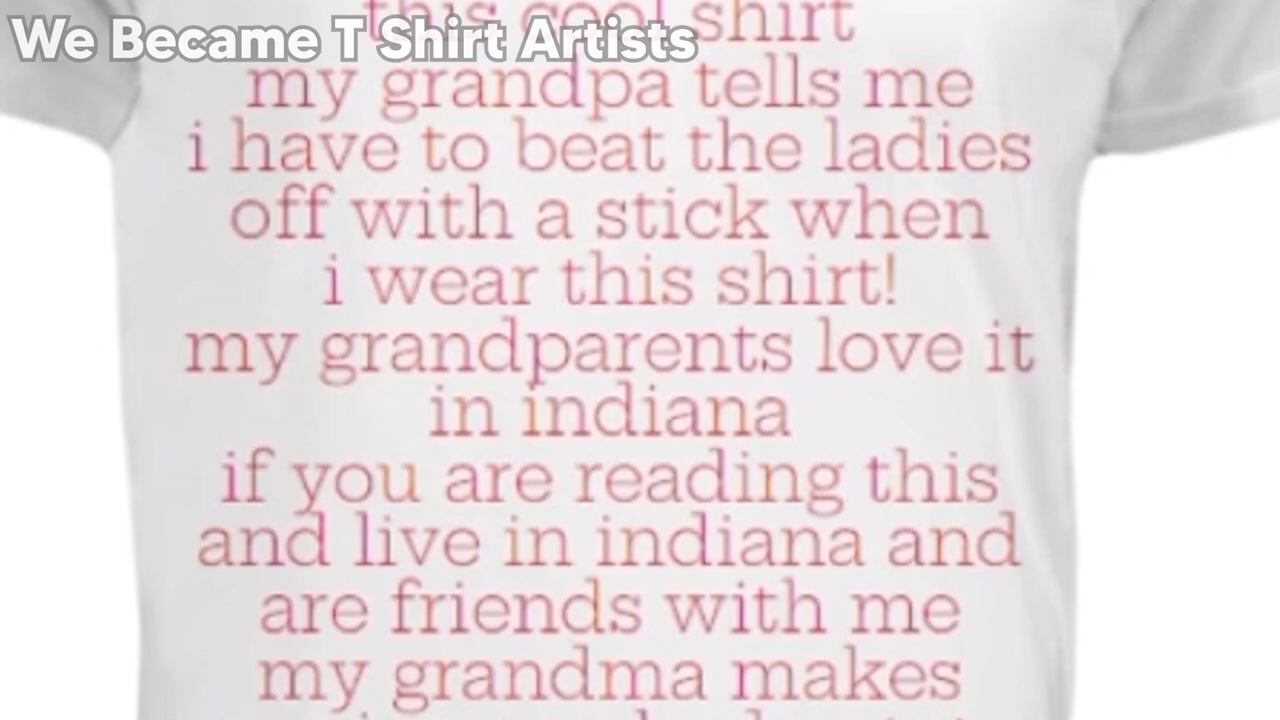 We Became T Shirt Artists
this cool shirt
my grandpa tells me
i have to beat the ladies
off with a stick when
i wear this shirt!
my grandparents love it
in indiana
if you are reading this
and live in indiana and
are friends with me
my grandma makes